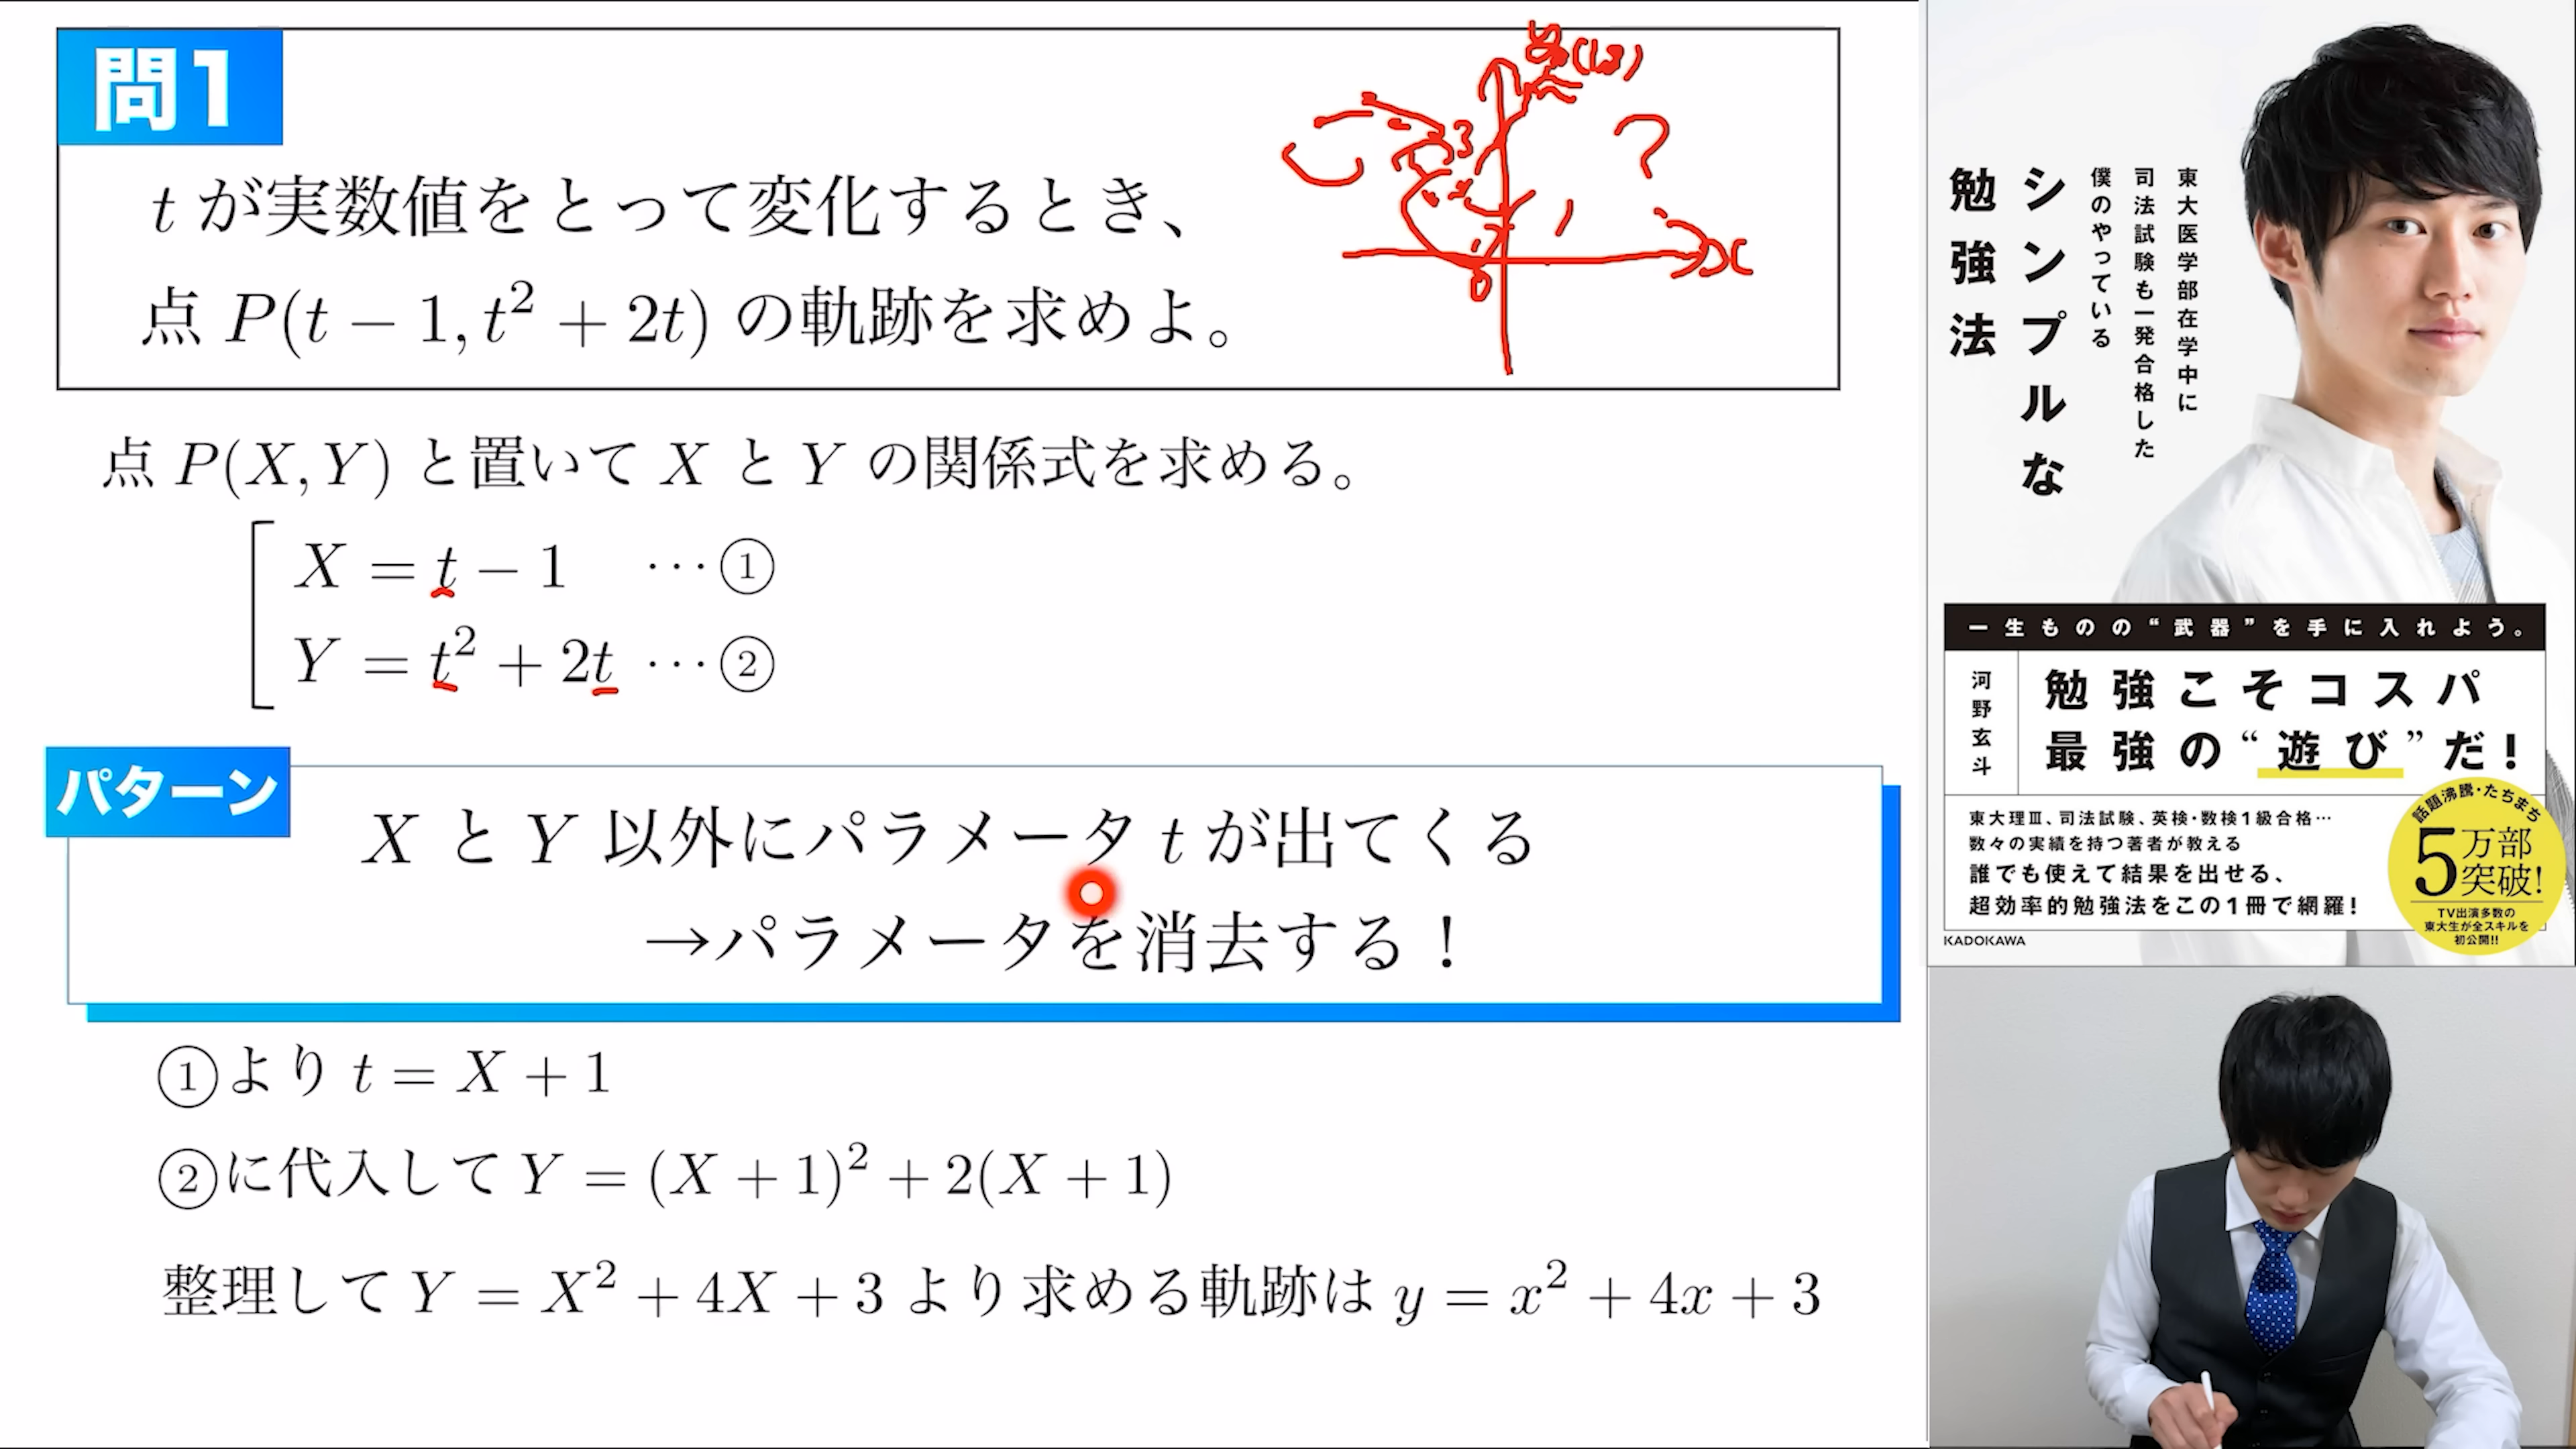 問1
t が実数値をとって変化するとき、
点 P(t − 1, t² + 2t) の軌跡を求めよ。
3
?
x
0
点 P(X, Y) と置いて X と Y の関係式を求める。
X = t − 1 ⋯①
Y = t² + 2t ⋯②
パターン
X と Y 以外にパラメータ t が出てくる
→パラメータを消去する！
①より t = X + 1
②に代入して Y = (X + 1)² + 2(X + 1)
整理して Y = X² + 4X + 3 より求める軌跡は y = x² + 4x + 3
東大医学部在学中に
司法試験も一発合格した
僕のやっている
シンプルな
勉強法
一生ものの“武器”を手に入れよう。
河野玄斗
勉強こそコスパ
最強の“遊び”だ！
東大理Ⅲ、司法試験、英検・数検1級合格…
数々の実績を持つ著者が教える
誰でも使えて結果を出せる、
超効率的勉強法をこの1冊で網羅！
話題沸騰・たちまち
5万部
突破！
TV出演多数の
東大生が全スキルを
初公開!!
KADOKAWA